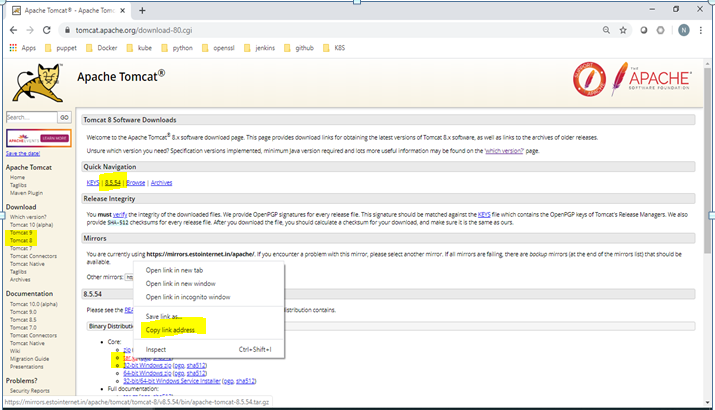 Apache Tomcat® - Apache Tom
tomcat.apache.org/download-80.cgi
N
Apps puppet Docker kube python openssl jenkins github K8S
Apache Tomcat®
THE
APACHE
SOFTWARE FOUNDATION
Search... GO
LEARN MORE
Save the date!
Apache Tomcat
Home
Taglibs
Maven Plugin
Download
Which version?
Tomcat 10 (alpha)
Tomcat 9
Tomcat 8
Tomcat 7
Tomcat Connectors
Tomcat Native
Taglibs
Archives
Documentation
Tomcat 10.0 (alpha)
Tomcat 9.0
Tomcat 8.5
Tomcat 7.0
Tomcat Connectors
Tomcat Native
Wiki
Migration Guide
Presentations
Problems?
Security Reports
Tomcat 8 Software Downloads
Welcome to the Apache Tomcat® 8.x software download page. This page provides download links for obtaining the latest versions of Tomcat 8.x software, as well as links to the archives of older releases.
Unsure which version you need? Specification versions implemented, minimum Java version required and lots more useful information may be found on the 'which version?' page.
Quick Navigation
KEYS | 8.5.54 | Browse | Archives
Release Integrity
You must verify the integrity of the downloaded files. We provide OpenPGP signatures for every release file. This signature should be matched against the KEYS file which contains the OpenPGP keys of Tomcat's Release Managers. We also
provide SHA-512 checksums for every release file. After you download the file, you should calculate a checksum for your download, and make sure it is the same as ours.
Mirrors
You are currently using https://mirrors.estointernet.in/apache/. If you encounter a problem with this mirror, please select another mirror. If all mirrors are failing, there are backup mirrors (at the end of the mirrors list) that should be
available.
Other mirrors:
8.5.54
Please see the distribution contains.
Binary Distributi
Core:
zip
tar.gz (pgp, sha512)
32-bit Windows zip (pgp, sha512)
64-bit Windows zip (pgp, sha512)
32-bit/64-bit Windows Service Installer (pgp, sha512)
Full documentation:
Open link in new tab
Open link in new window
Open link in incognito window
Save link as...
Copy link address
Inspect Ctrl+Shift+I
https://mirrors.estointernet.in/apache/tomcat/tomcat-8/v8.5.54/bin/apache-tomcat-8.5.54.tar.gz